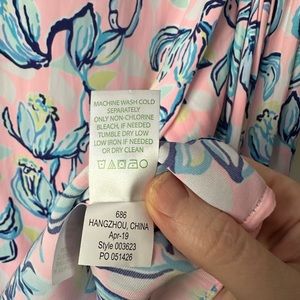 MACHINE WASH COLD
SEPARATELY
ONLY NON-CHLORINE
BLEACH, IF NEEDED
TUMBLE DRY LOW
LOW IRON IF NEEDED
OR DRY CLEAN
686
HANGZHOU, CHINA
Apr-19
Style 003623
PO 051426